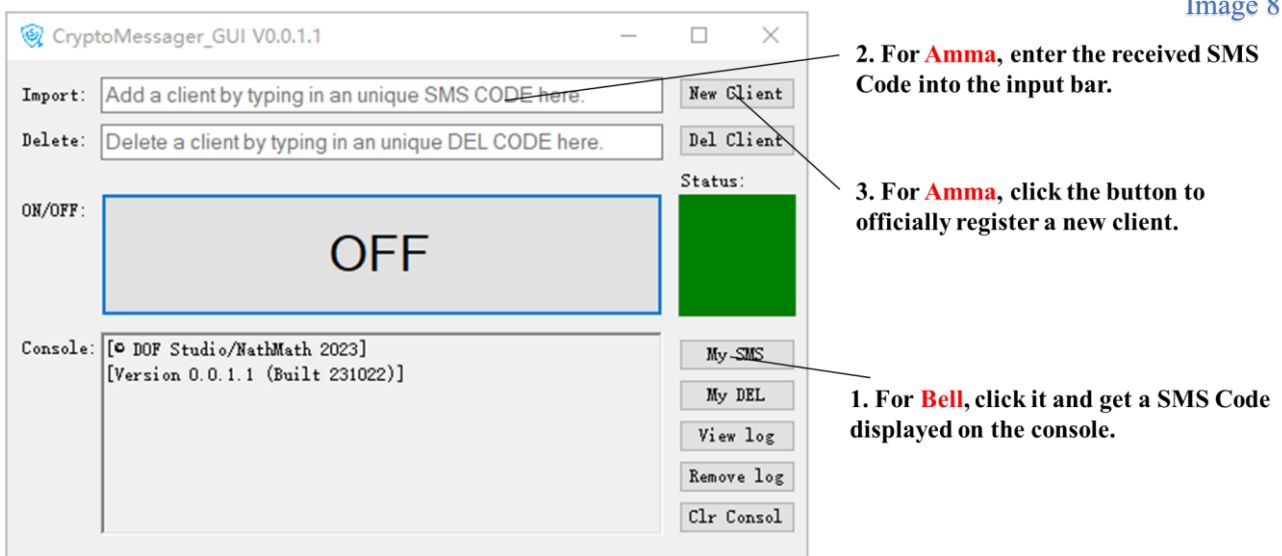 Image 8
CryptoMessager_GUI V0.0.1.1
2. For Amma, enter the received SMS
Code into the input bar.
Import:
Add a client by typing in an unique SMS CODE here.
New Client
Delete:
Delete a client by typing in an unique DEL CODE here.
Del Client
Status:
3. For Amma, click the button to
officially register a new client.
ON/OFF:
OFF
Console:
[© DOF Studio/NathMath 2023]
[Version 0.0.1.1 (Built 231022)]
My SMS
My DEL
1. For Bell, click it and get a SMS Code
displayed on the console.
View log
Remove log
Clr Consol